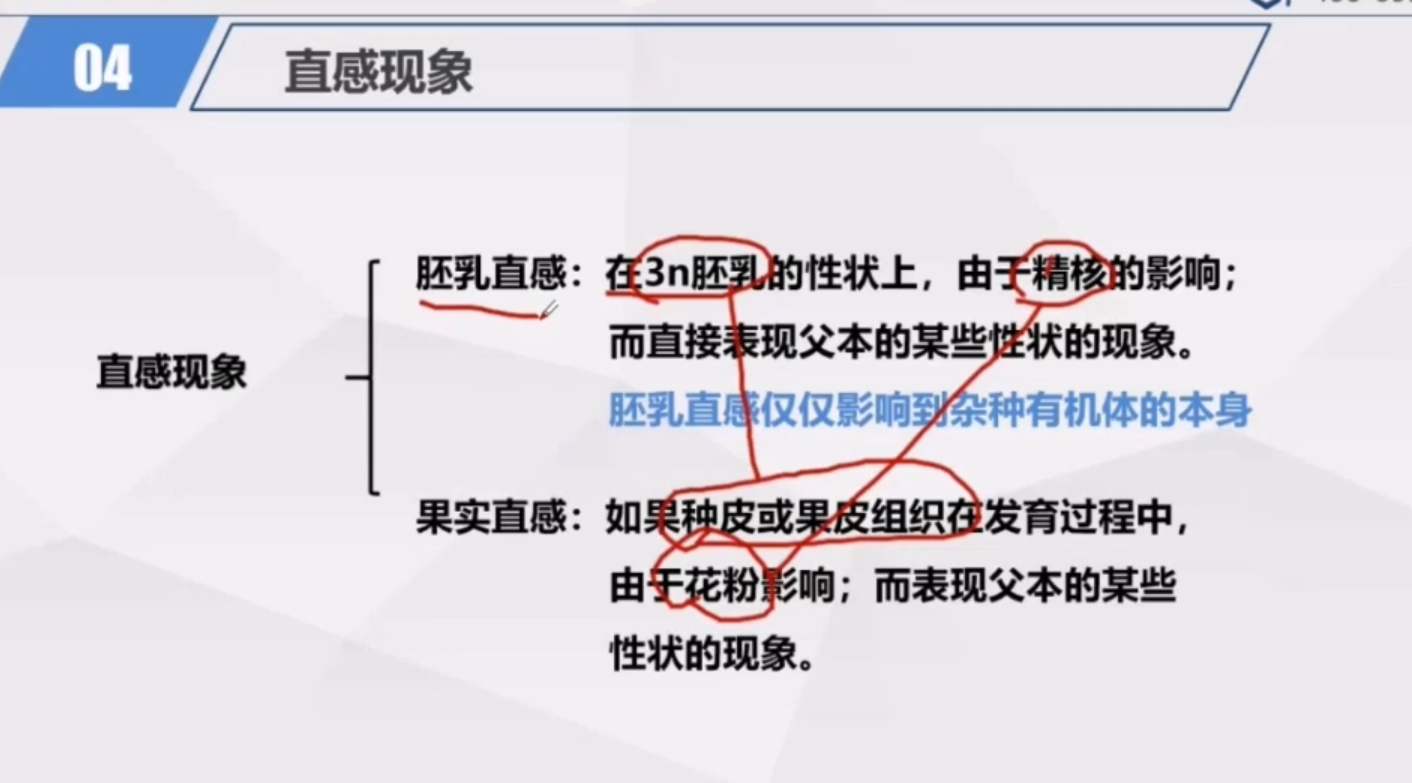 04
直感现象
胚乳直感：在3n胚乳的性状上，由于精核的影响；
而直接表现父本的某些性状的现象。
直感现象
胚乳直感仅仅影响到杂种有机体的本身
果实直感：如果种皮或果皮组织在发育过程中，
由于花粉影响；而表现父本的某些
性状的现象。